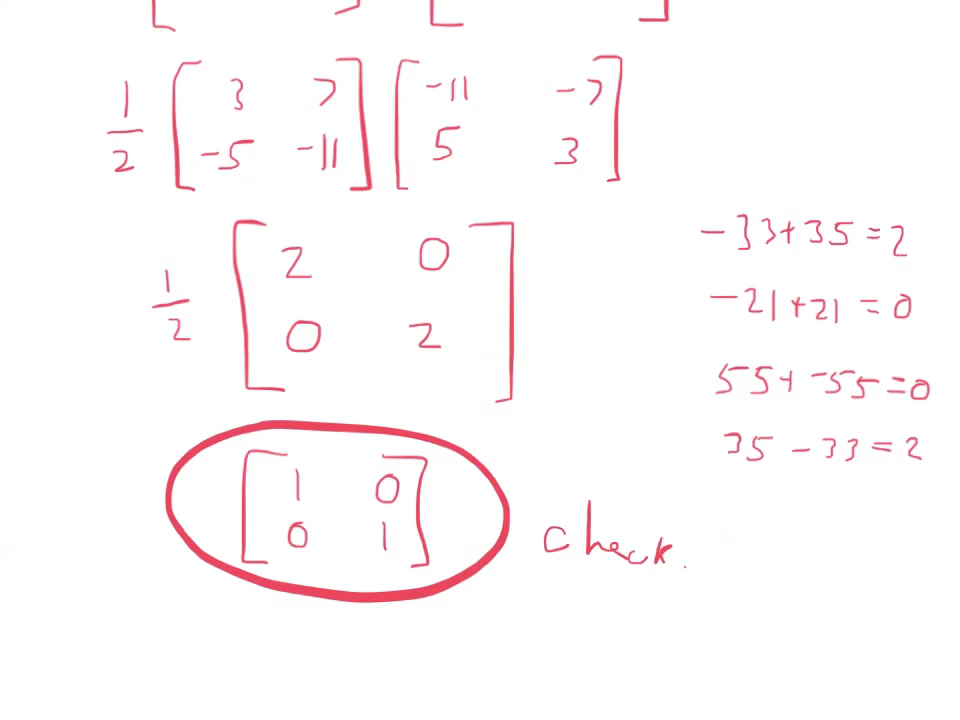 1/2 [ 3 7 ] [ -11 -7 ]
[ -5 -11 ] [ 5 3 ]
-33+35=2
1/2 [ 2 0 ]
-21+21=0
[ 0 2 ]
55+-55=0
35-33=2
[ 1 0 ]
[ 0 1 ] check.